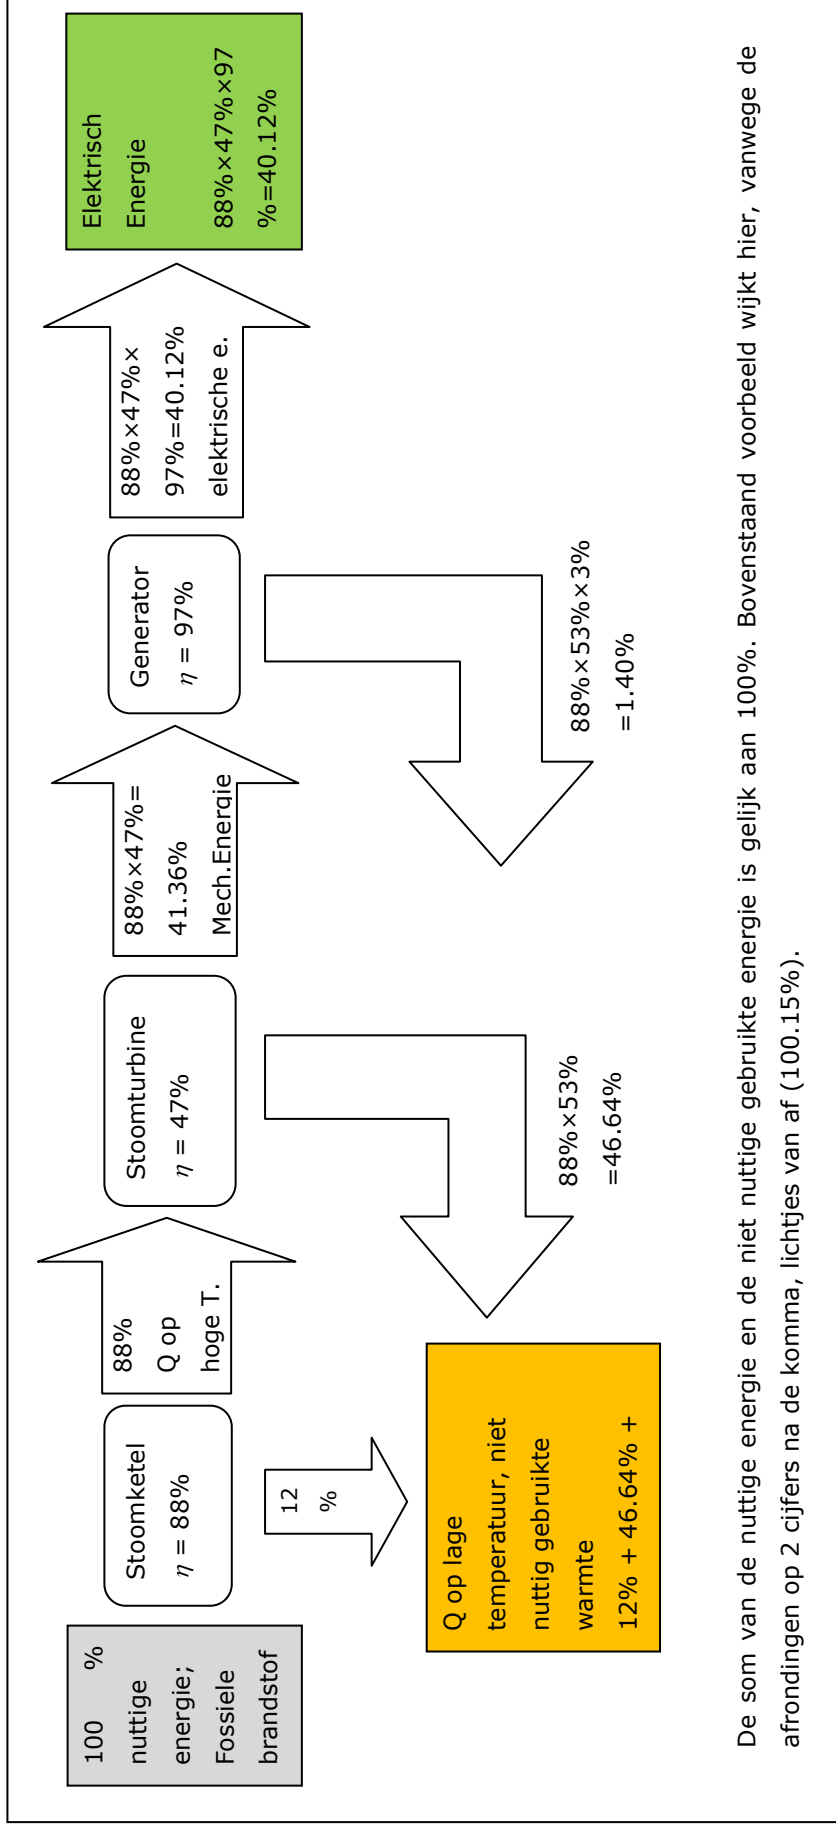 100 %
nuttige
energie;
Fossiele
brandstof
Stoomketel
η = 88%
88%
Q op
hoge T.
Stoomturbine
η = 47%
88%×47%=
41.36%
Mech.Energie
Generator
η = 97%
88%×47%×
97%=40.12%
elektrische e.
Elektrisch
Energie
88%×47%×97
%=40.12%
12
%
Q op lage
temperatuur, niet
nuttig gebruikte
warmte
12% + 46.64% +
88%×53%
=46.64%
88%×53%×3%
=1.40%
De som van de nuttige energie en de niet nuttige gebruikte energie is gelijk aan 100%. Bovenstaand voorbeeld wijkt hier, vanwege de
afrondingen op 2 cijfers na de komma, lichtjes van af (100.15%).